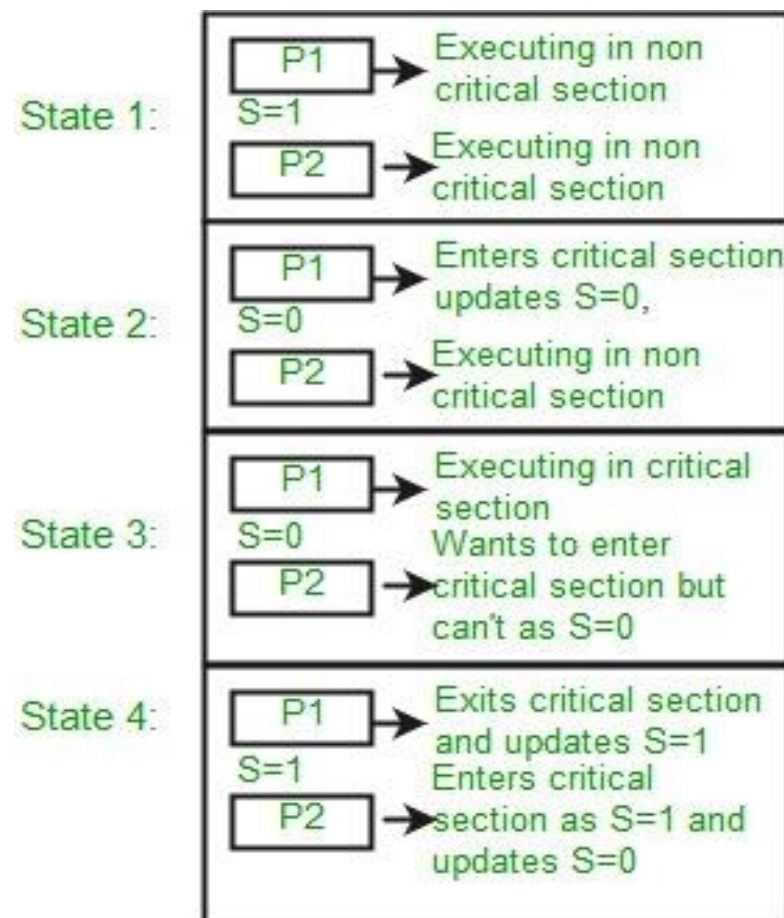 P1
Executing in non
critical section
State 1:
S=1
P2
Executing in non
critical section
P1
Enters critical section
updates S=0,
State 2:
S=0
P2
Executing in non
critical section
P1
Executing in critical
section
State 3:
S=0
P2
Wants to enter
critical section but
can't as S=0
State 4:
P1
Exits critical section
and updates S=1
S=1
P2
Enters critical
section as S=1 and
updates S=0